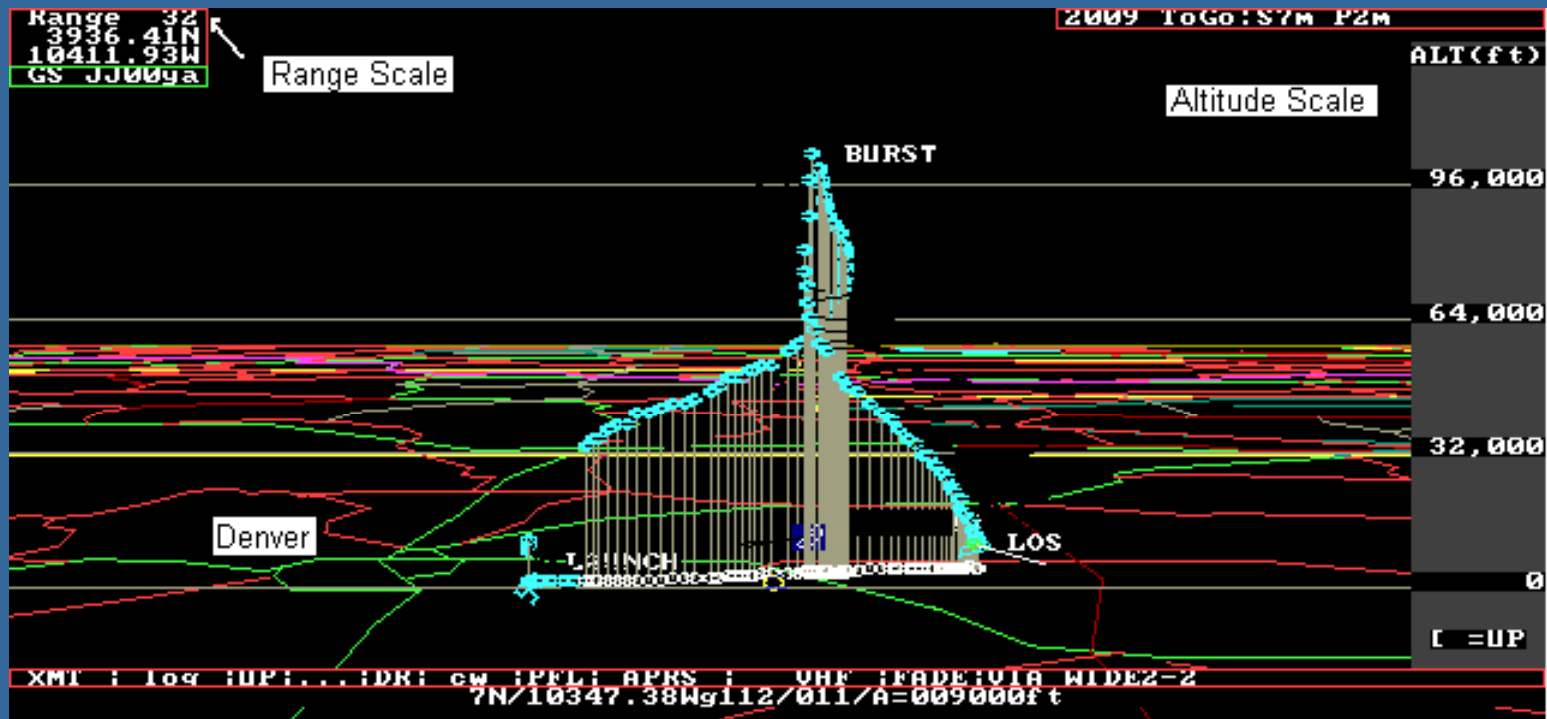 Range 32
3936.41N
10411.93W
GS JJ00ya
Range Scale
2009 ToGo:S7m P2m
ALT(ft)
Altitude Scale
BURST
96,000
64,000
32,000
Denver
LAUNCH
LOS
0
[ =UP
XMT ; log ;UP;...;DR; cw ;PFL; APRS ; VHF ;FADE;VIA WIDE2-2
7N/10347.38Wg112/011/A=009000ft